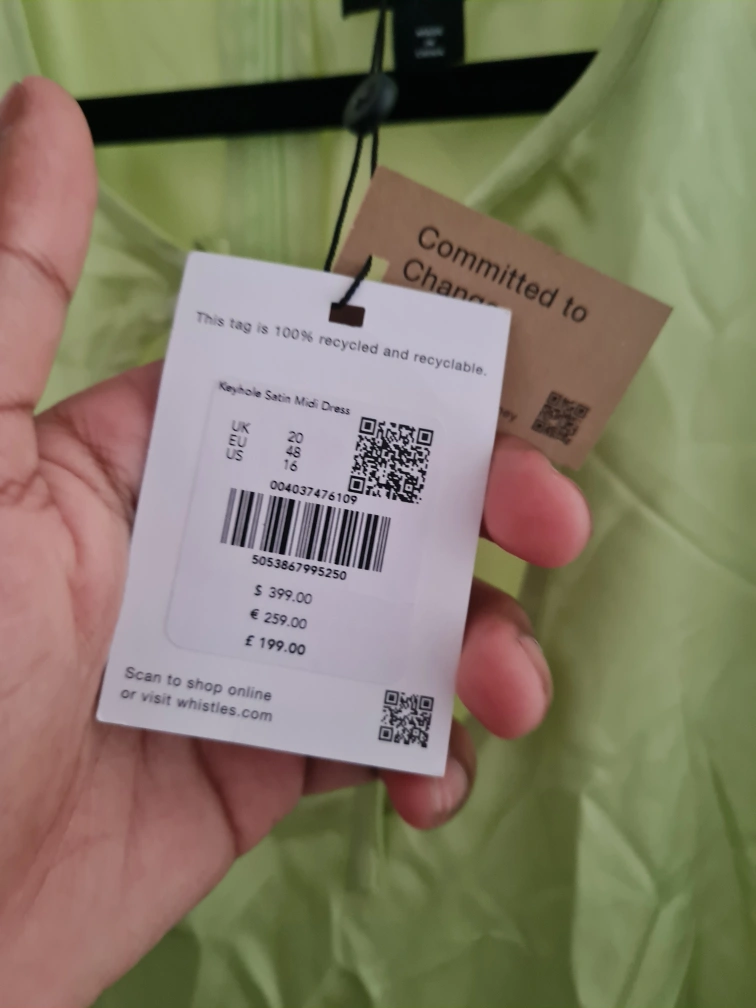 Committed to
Change
This tag is 100% recycled and recyclable.
Keyhole Satin Midi Dress
UK 20
EU 48
US 16
004037476109
5053867995250
$ 399.00
€ 259.00
£ 199.00
Scan to shop online
or visit whistles.com